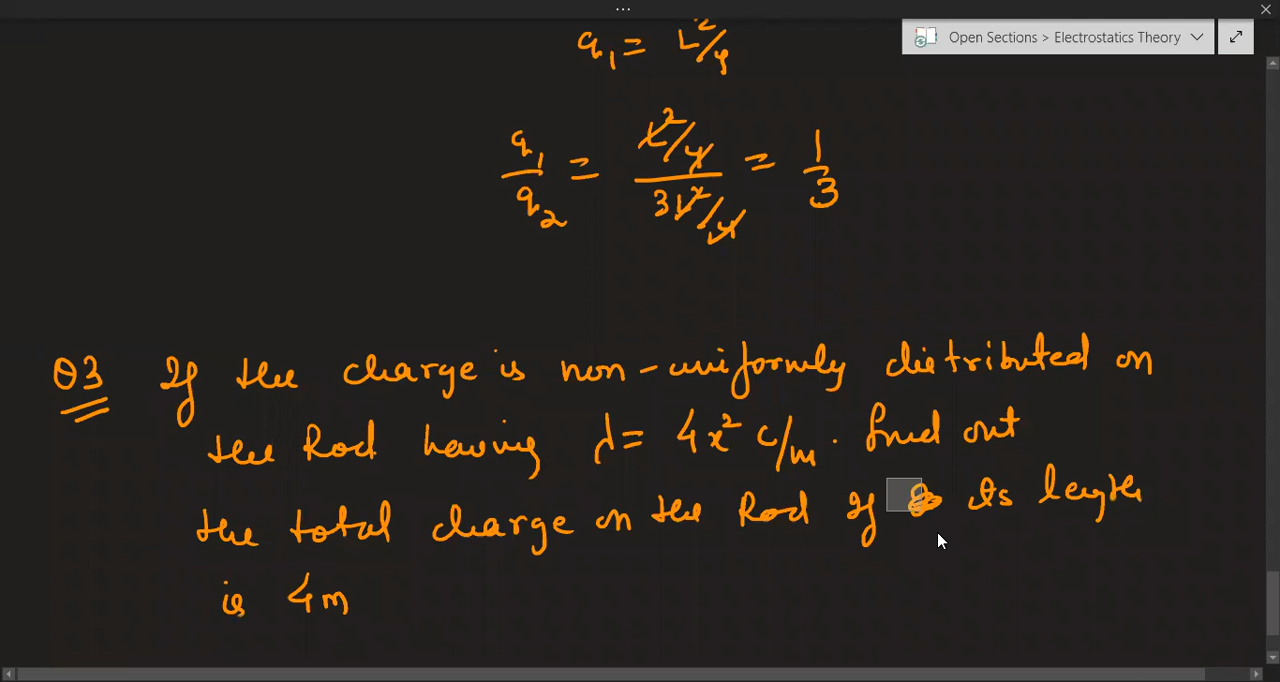 ...
Open Sections > Electrostatics Theory
q₁ = L²/4
q₁/q₂ = (L²/4)/(3L²/4) = 1/3
Q3 If the charge is non-uniformly distributed on
the Rod having λ = 4x² C/m. find out
the total charge on the Rod If its length
is 4m